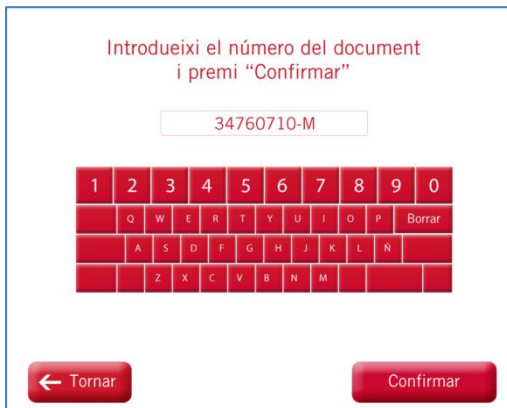 Introdueixi el número del document
i premi “Confirmar”
34760710-M
1 2 3 4 5 6 7 8 9 0
Q W E R T Y U I O P Borrar
A S D F G H J K L Ñ
Z X C V B N M
← Tornar
Confirmar